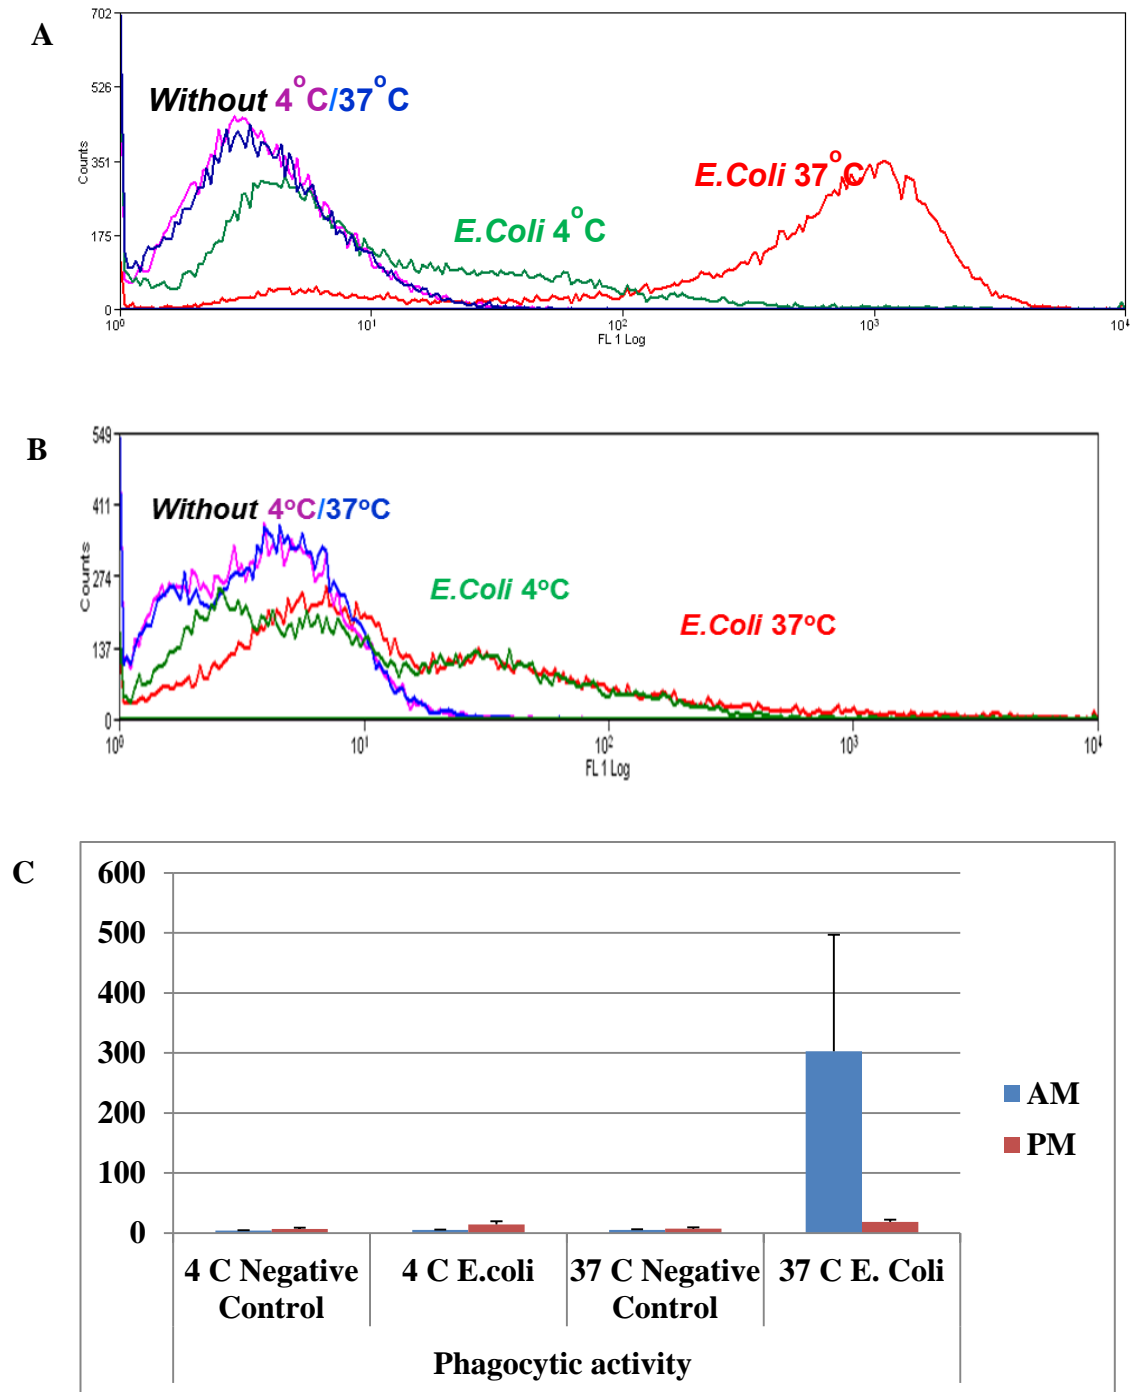 A
702
526
351
175
0
Counts
Without 4°C/37°C
E.Coli 4°C
E.Coli 37°C
10⁰
10¹
10²
10³
10⁴
FL 1 Log
B
549
411
274
137
0
Counts
Without 4°C/37°C
E.Coli 4°C
E.Coli 37°C
10⁰
10¹
10²
10³
10⁴
FL 1 Log
C
600
500
400
300
200
100
0
AM
PM
4 C Negative
Control
4 C E.coli
37 C Negative
Control
37 C E. Coli
Phagocytic activity